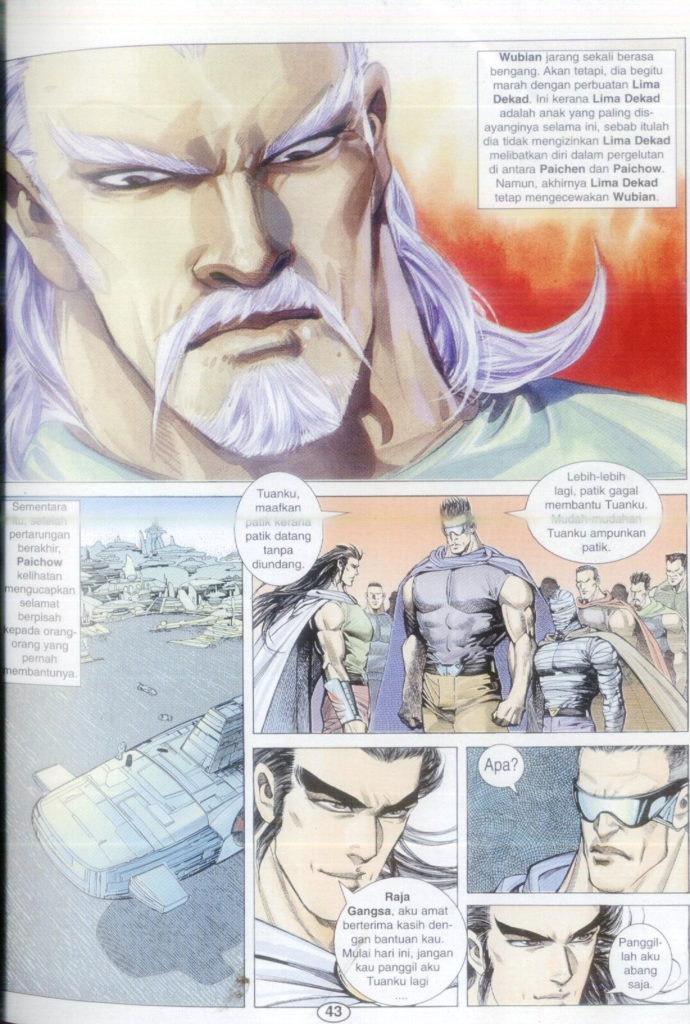 Wubian jarang sekali berasa
bengang. Akan tetapi, dia begitu
marah dengan perbuatan Lima
Dekad. Ini kerana Lima Dekad
adalah anak yang paling dis-
ayanginya selama ini, sebab itulah
dia tidak mengizinkan Lima Dekad
melibatkan diri dalam pergelutan
di antara Paichen dan Paichow.
Namun, akhirnya Lima Dekad
tetap mengecewakan Wubian.
Sementara
itu, setelah
pertarungan
berakhir,
Paichow
kelihatan
mengucapkan
selamat
berpisah
kepada orang-
orang yang
pernah
membantunya.
Tuanku,
maafkan
patik kerana
patik datang
tanpa
diundang.
Lebih-lebih
lagi, patik gagal
membantu Tuanku.
Mudah-mudahan
Tuanku ampunkan
patik.
Raja
Gangsa, aku amat
berterima kasih den-
gan bantuan kau.
Mulai hari ini, jangan
kau panggil aku
Tuanku lagi
....
Apa?
Panggil-
lah aku
abang
saja.
43